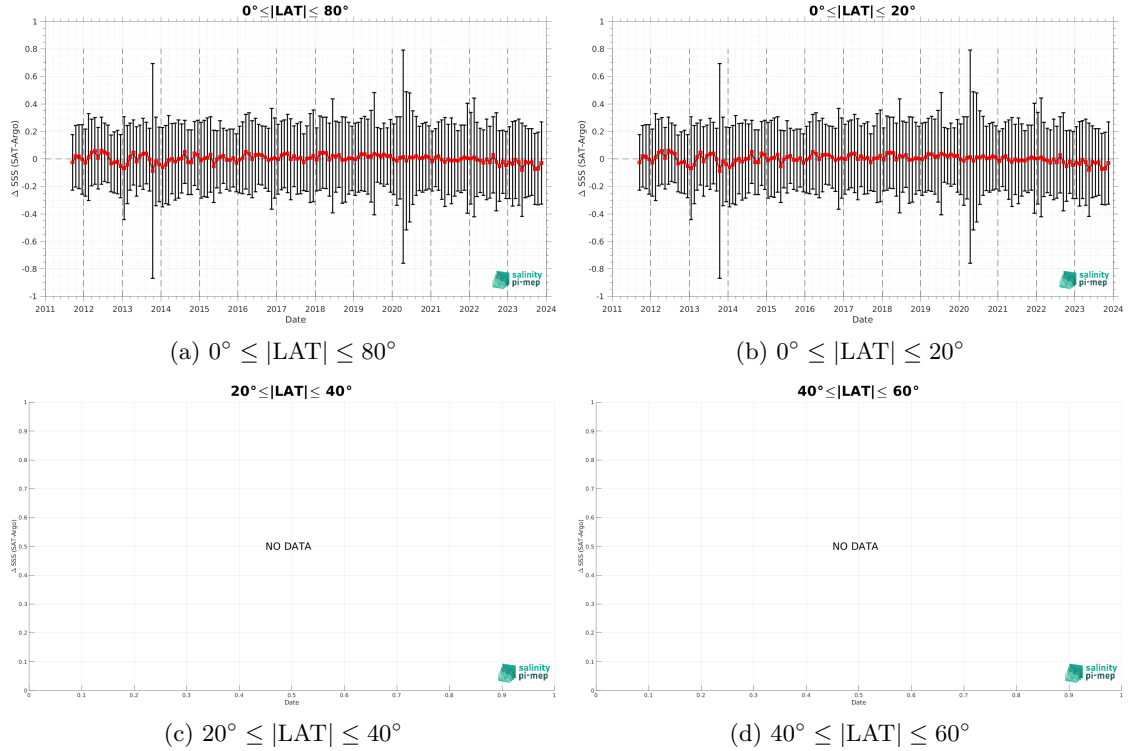 0°≤|LAT|≤ 80°
1
0.8
0.6
0.4
0.2
0
-0.2
-0.4
-0.6
-0.8
-1
Δ SSS (SAT-Argo)
2011 2012 2013 2014 2015 2016 2017 2018 2019 2020 2021 2022 2023 2024
Date
salinity
pi-mep
(a) 0° ≤ |LAT| ≤ 80°
0°≤|LAT|≤ 20°
1
0.8
0.6
0.4
0.2
0
-0.2
-0.4
-0.6
-0.8
-1
Δ SSS (SAT-Argo)
2011 2012 2013 2014 2015 2016 2017 2018 2019 2020 2021 2022 2023 2024
Date
salinity
pi-mep
(b) 0° ≤ |LAT| ≤ 20°
20°≤|LAT|≤ 40°
1
0.9
0.8
0.7
0.6
0.5
0.4
0.3
0.2
0.1
0
Δ SSS (SAT-Argo)
NO DATA
0 0.1 0.2 0.3 0.4 0.5 0.6 0.7 0.8 0.9 1
Date
salinity
pi-mep
(c) 20° ≤ |LAT| ≤ 40°
40°≤|LAT|≤ 60°
1
0.9
0.8
0.7
0.6
0.5
0.4
0.3
0.2
0.1
0
Δ SSS (SAT-Argo)
NO DATA
0 0.1 0.2 0.3 0.4 0.5 0.6 0.7 0.8 0.9 1
Date
salinity
pi-mep
(d) 40° ≤ |LAT| ≤ 60°